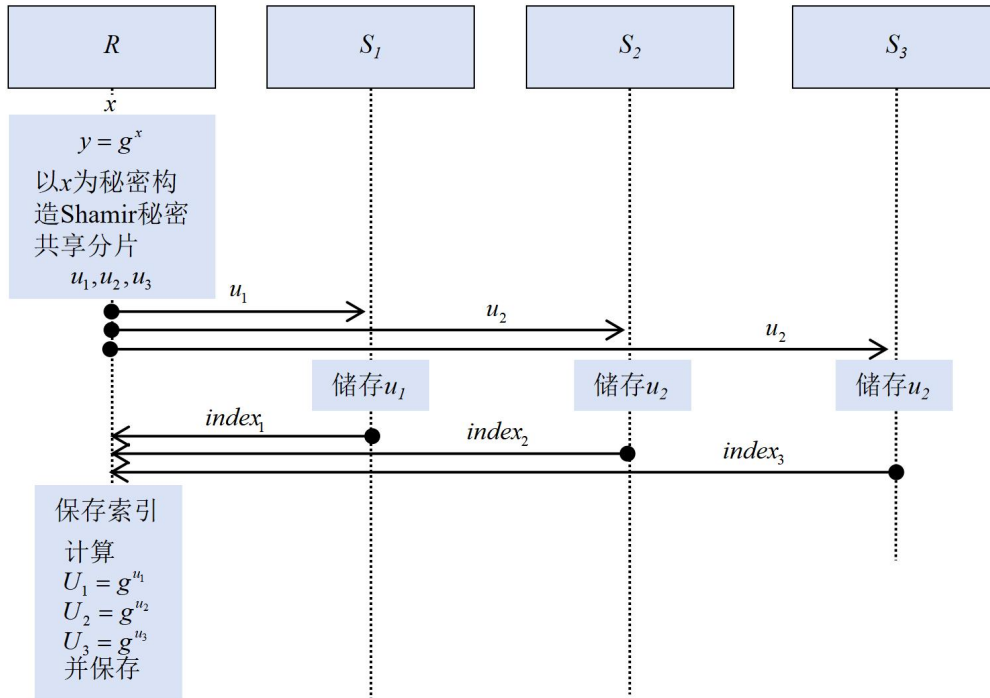 R
S₁
S₂
S₃
x
y = gˣ
以x为秘密构
造Shamir秘密
共享分片
u₁,u₂,u₃
u₁
u₂
u₂
储存u₁
储存u₂
储存u₂
index₁
index₂
index₃
保存索引
计算
U₁ = g^{u₁}
U₂ = g^{u₂}
U₃ = g^{u₃}
并保存